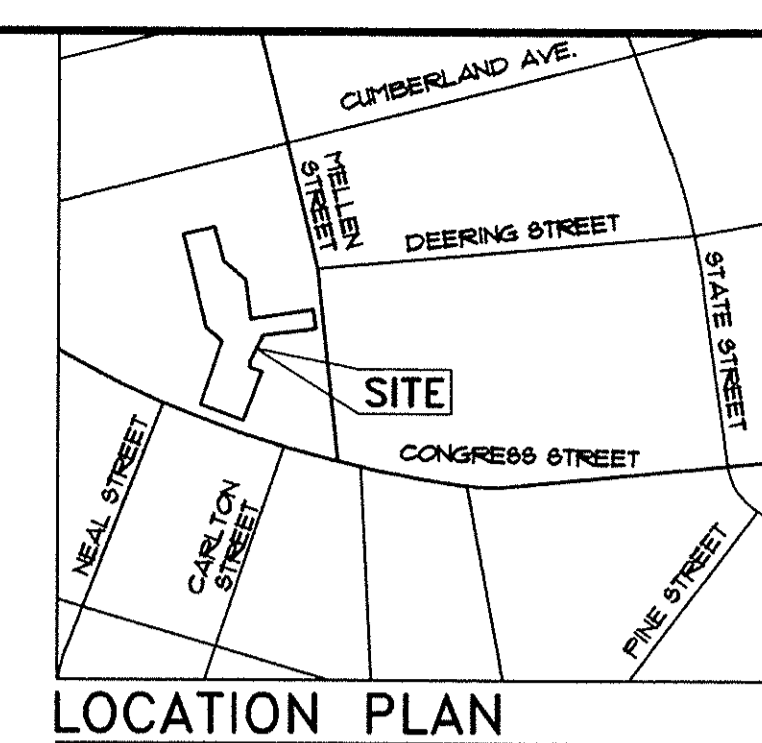 CUMBERLAND AVE.
MELLEN
STREET
DEERING STREET
STATE STREET
SITE
CONGRESS STREET
NEAL STREET
CARLTON
STREET
PINE STREET
LOCATION PLAN